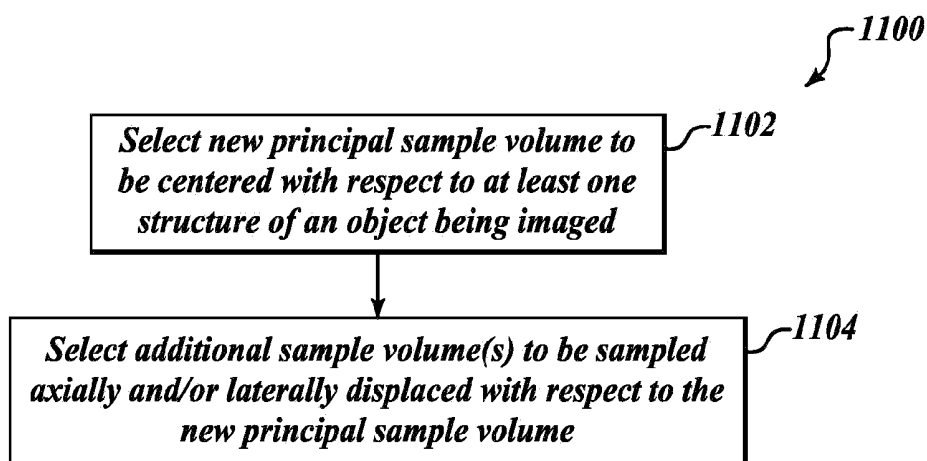 1100
1102
Select new principal sample volume to
be centered with respect to at least one
structure of an object being imaged
1104
Select additional sample volume(s) to be sampled
axially and/or laterally displaced with respect to the
new principal sample volume